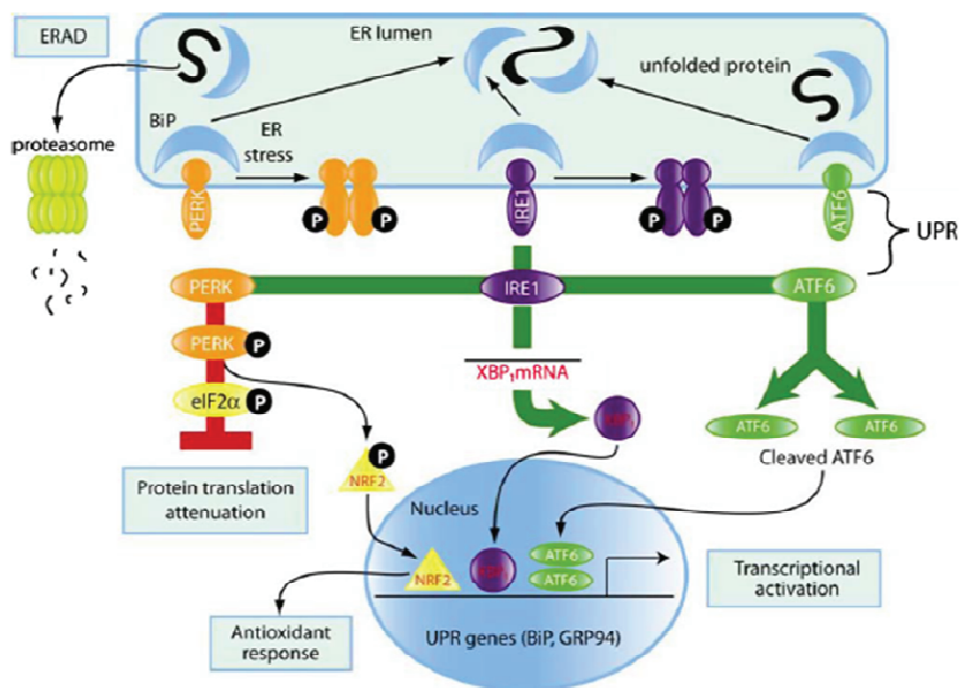 ERAD
ER lumen
unfolded protein
BiP
ER
stress
proteasome
PERK
P
P
IRE1
P
P
ATF6
UPR
PERK
IRE1
ATF6
PERK
P
XBP₁mRNA
eIF2α
P
ATF6
ATF6
Cleaved ATF6
P
NRF2
Protein translation
attenuation
Nucleus
ATF6
NRF2
ATF6
Transcriptional
activation
Antioxidant
response
UPR genes (BiP, GRP94)